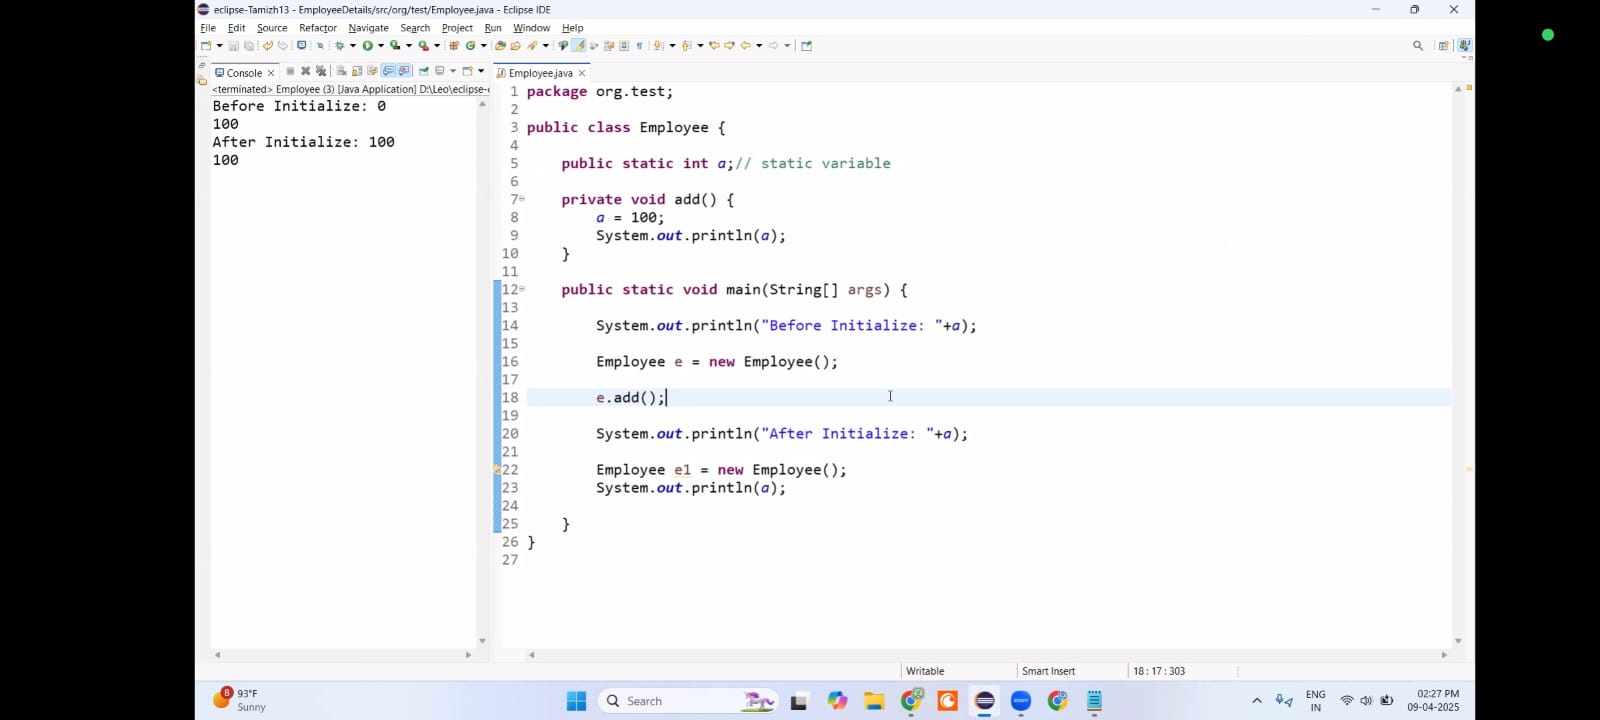 eclipse-Tamizh13 - EmployeeDetails/src/org/test/Employee.java - Eclipse IDE
File Edit Source Refactor Navigate Search Project Run Window Help
Console
<terminated> Employee (3) [Java Application] D:\Leo\eclipse-
Before Initialize: 0
100
After Initialize: 100
100
Employee.java
1 package org.test;
2
3 public class Employee {
4
5     public static int a;// static variable
6
7     private void add() {
8         a = 100;
9         System.out.println(a);
10     }
11
12     public static void main(String[] args) {
13
14         System.out.println("Before Initialize: "+a);
15
16         Employee e = new Employee();
17
18         e.add();
19
20         System.out.println("After Initialize: "+a);
21
22         Employee e1 = new Employee();
23         System.out.println(a);
24
25     }
26 }
27
Writable Smart Insert 18 : 17 : 303
8
93°F
Sunny
Search
ENG
IN
02:27 PM
09-04-2025